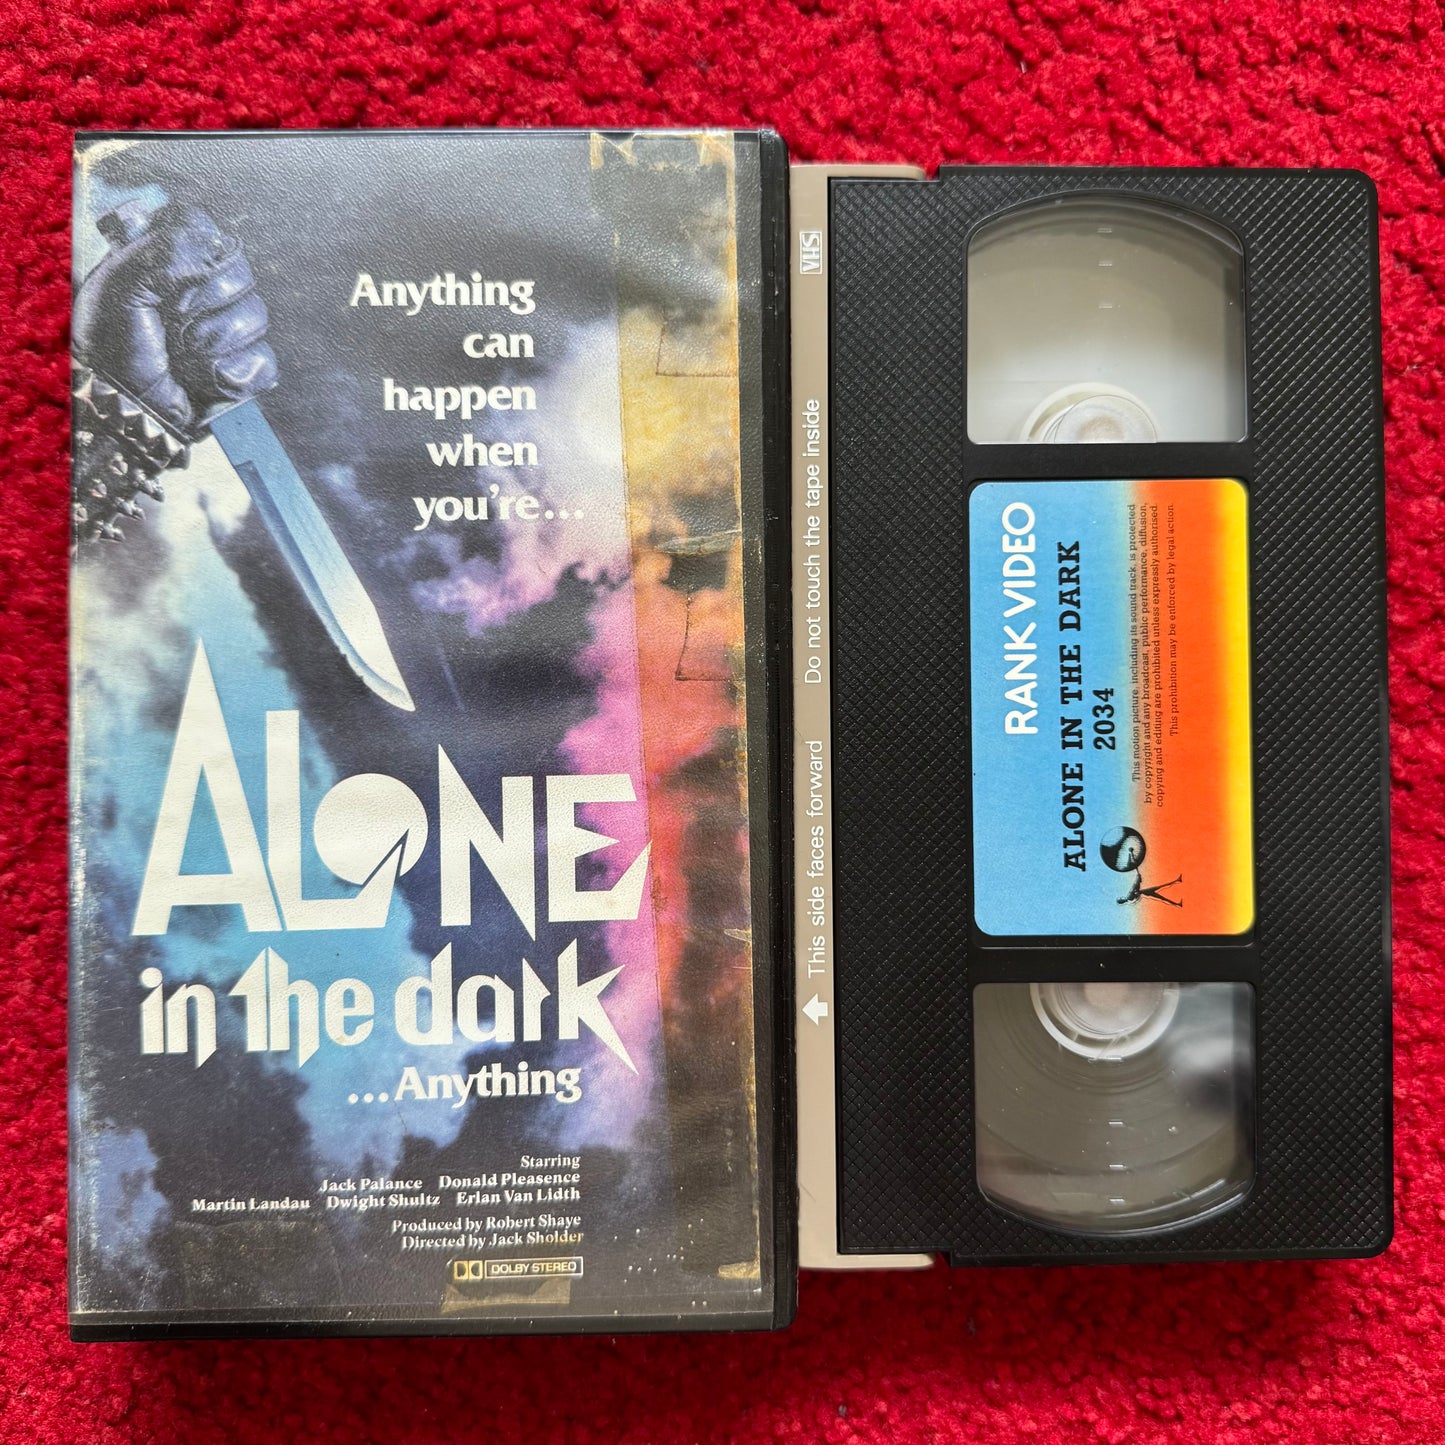 Anything
can
happen
when
you're...
ALONE
in the dark
...Anything
Starring
Jack Palance Donald Pleasence
Martin Landau Dwight Shultz Erlan Van Lidth
Produced by Robert Shaye
Directed by Jack Sholder
DOLBY STEREO
VHS
This side faces forward Do not touch the tape inside
RANK VIDEO
ALONE IN THE DARK
2034
This motion picture, including its sound track, is protected
by copyright and any broadcast, public performance, diffusion,
copying and editing are prohibited unless expressly authorised.
This prohibition may be enforced by legal action.